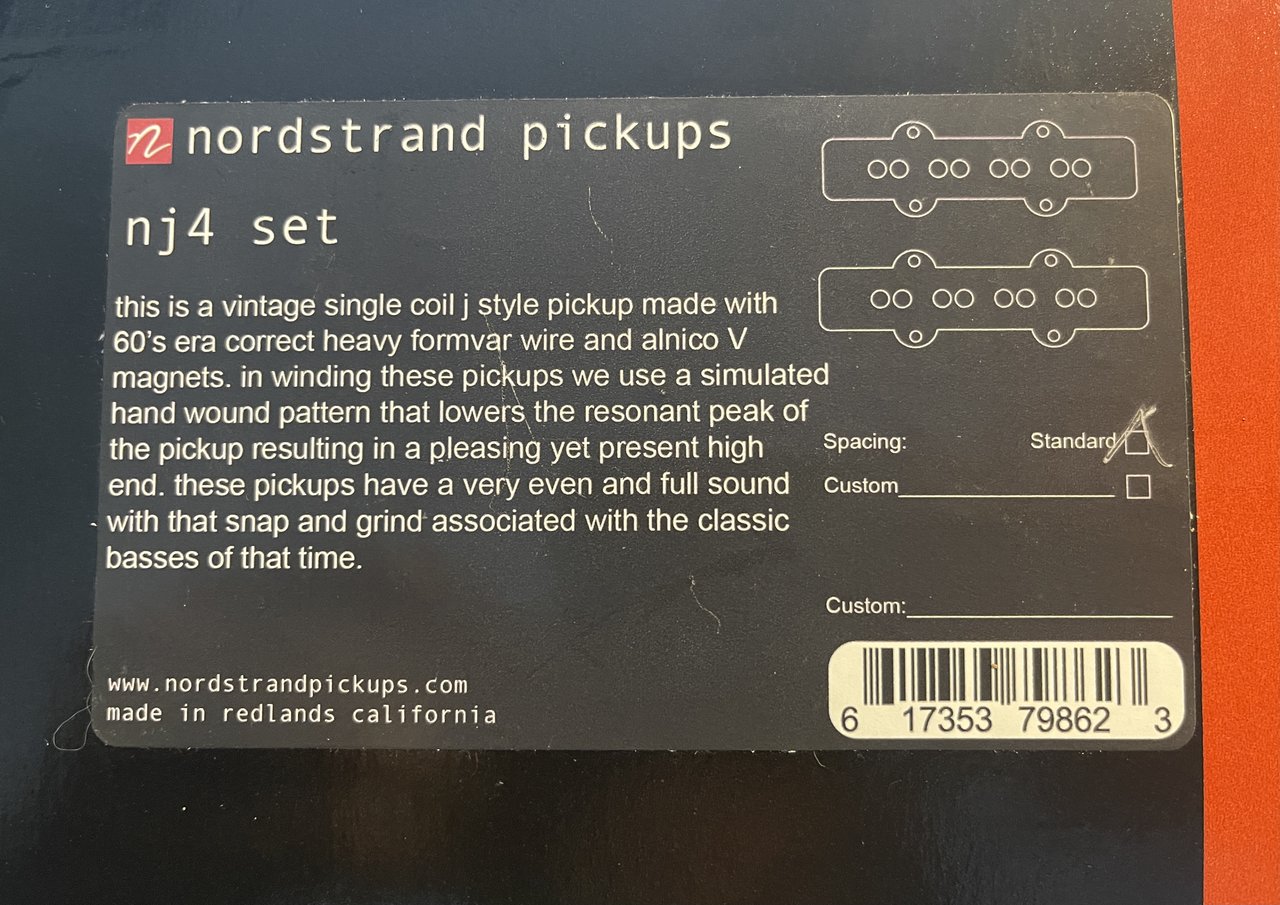 n nordstrand pickups
nj4 set
this is a vintage single coil j style pickup made with
60's era correct heavy formvar wire and alnico V
magnets. in winding these pickups we use a simulated
hand wound pattern that lowers the resonant peak of
the pickup resulting in a pleasing yet present high
end. these pickups have a very even and full sound
with that snap and grind associated with the classic
basses of that time.
www.nordstrandpickups.com
made in redlands california
Spacing: Standard
Custom
Custom:
6 17353 79862 3